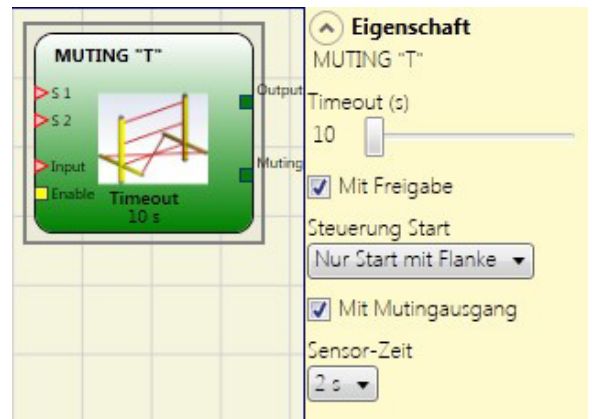 MUTING "T"
S 1
S 2
Input
Enable
Output
Muting
Timeout
10 s
Eigenschaft
MUTING "T"
Timeout (s)
10
Mit Freigabe
Steuerung Start
Nur Start mit Flanke
Mit Mutingausgang
Sensor-Zeit
2 s